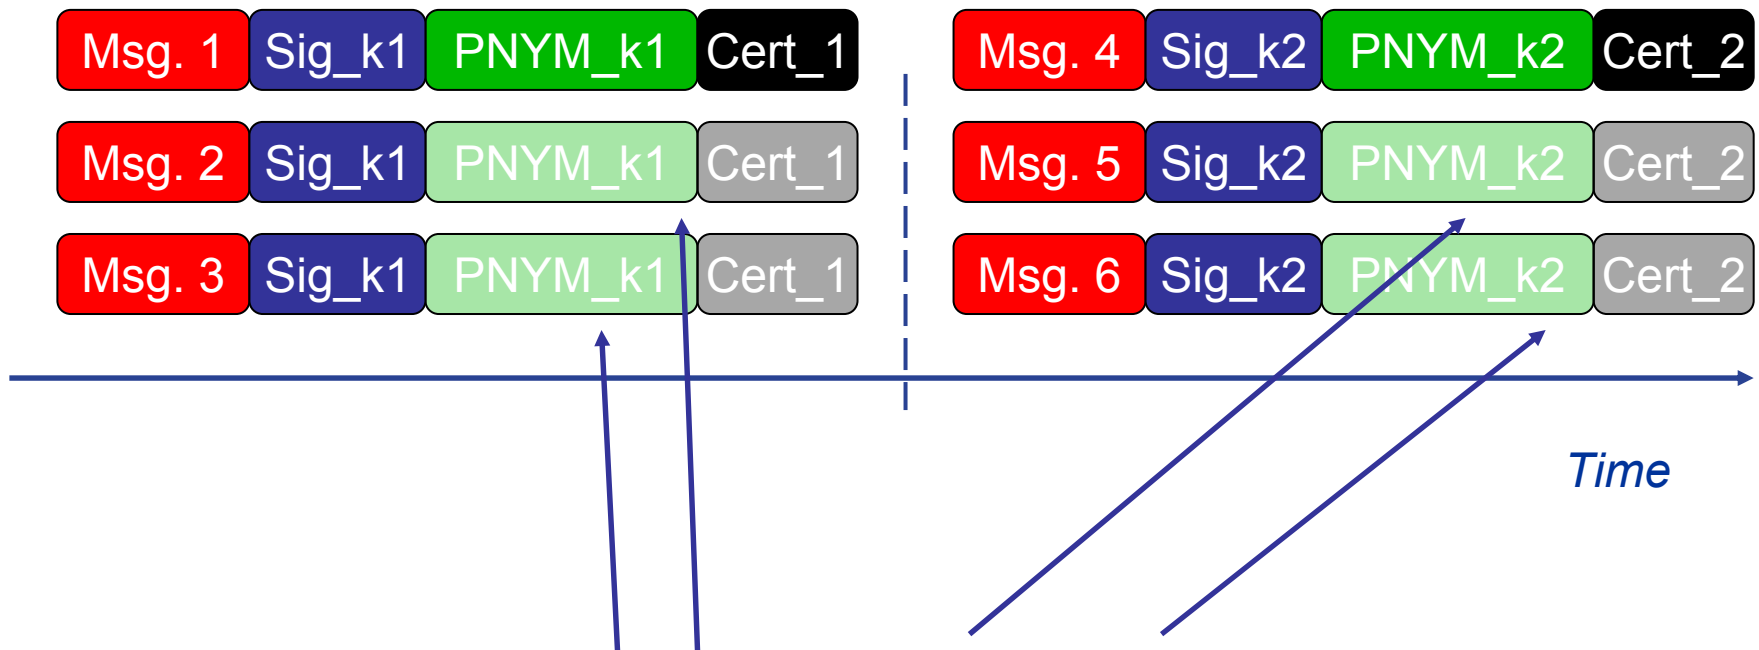 Msg. 1 Sig_k1 PNYM_k1 Cert_1 Msg. 4 Sig_k2 PNYM_k2 Cert_2
Msg. 2 Sig_k1 PNYM_k1 Cert_1 Msg. 5 Sig_k2 PNYM_k2 Cert_2
Msg. 3 Sig_k1 PNYM_k1 Cert_1 Msg. 6 Sig_k2 PNYM_k2 Cert_2
Time